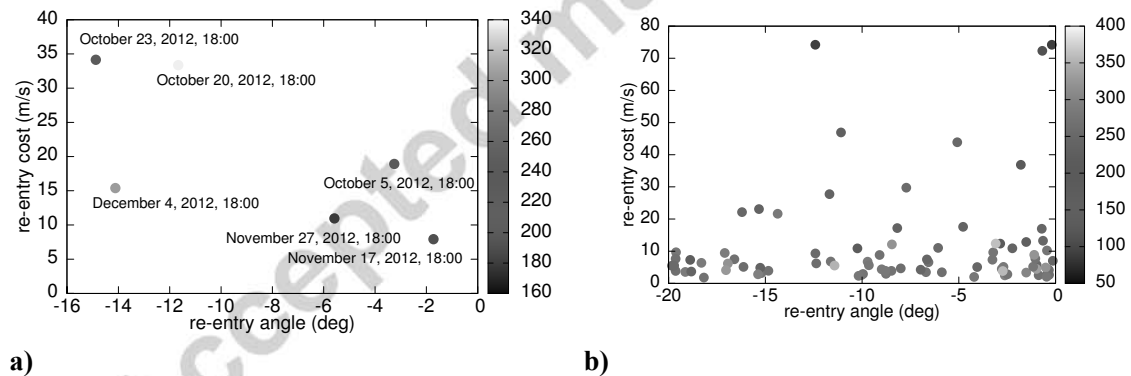 40
35
30
25
20
15
10
5
0
October 23, 2012, 18:00
October 20, 2012, 18:00
October 5, 2012, 18:00
December 4, 2012, 18:00
November 27, 2012, 18:00
November 17, 2012, 18:00
-16 -14 -12 -10 -8 -6 -4 -2 0
re-entry angle (deg)
re-entry cost (m/s)
340
320
300
280
260
240
220
200
180
160
a)
80
70
60
50
40
30
20
10
0
-20 -15 -10 -5 0
re-entry angle (deg)
re-entry cost (m/s)
400
350
300
250
200
150
100
50
b)
ccepted ma